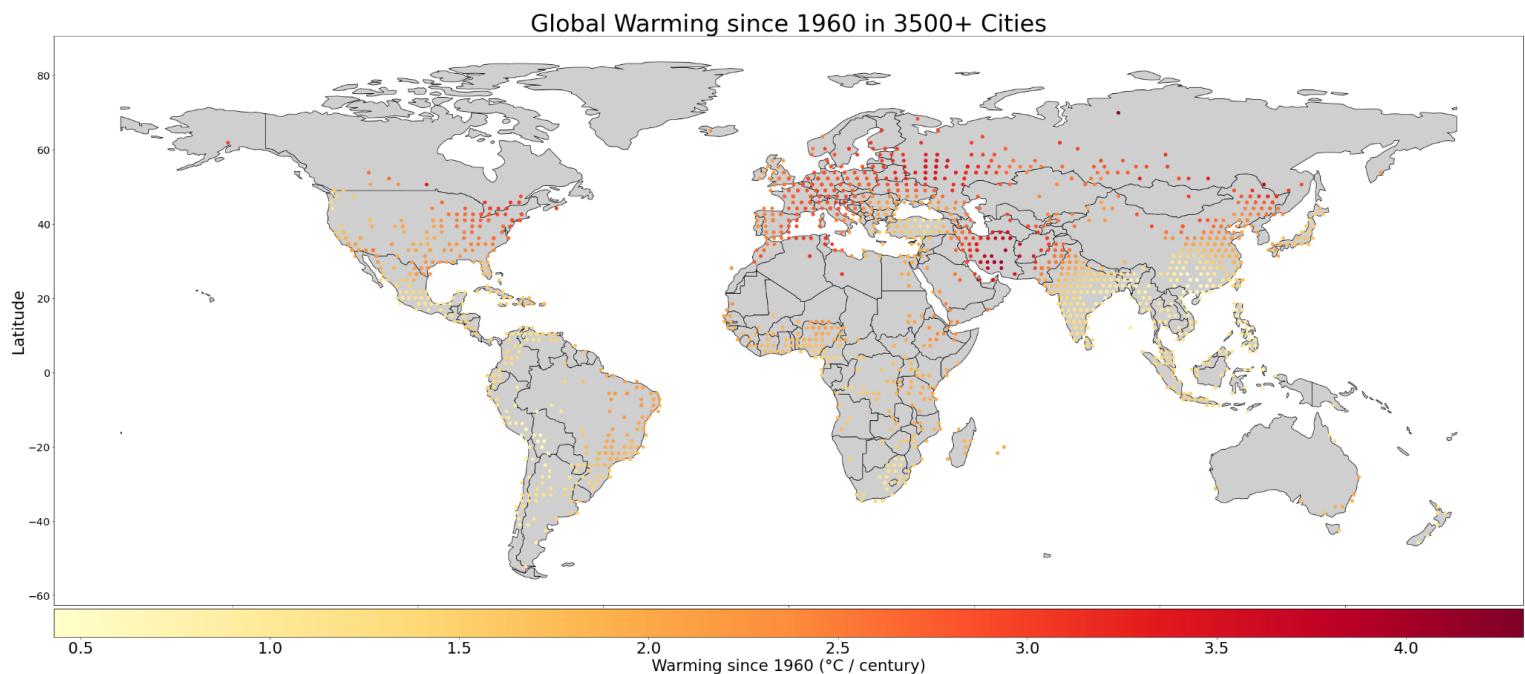 Global Warming since 1960 in 3500+ Cities
80
60
40
20
0
−20
−40
−60
Latitude
0.5 1.0 1.5 2.0 2.5 3.0 3.5 4.0
Warming since 1960 (°C / century)